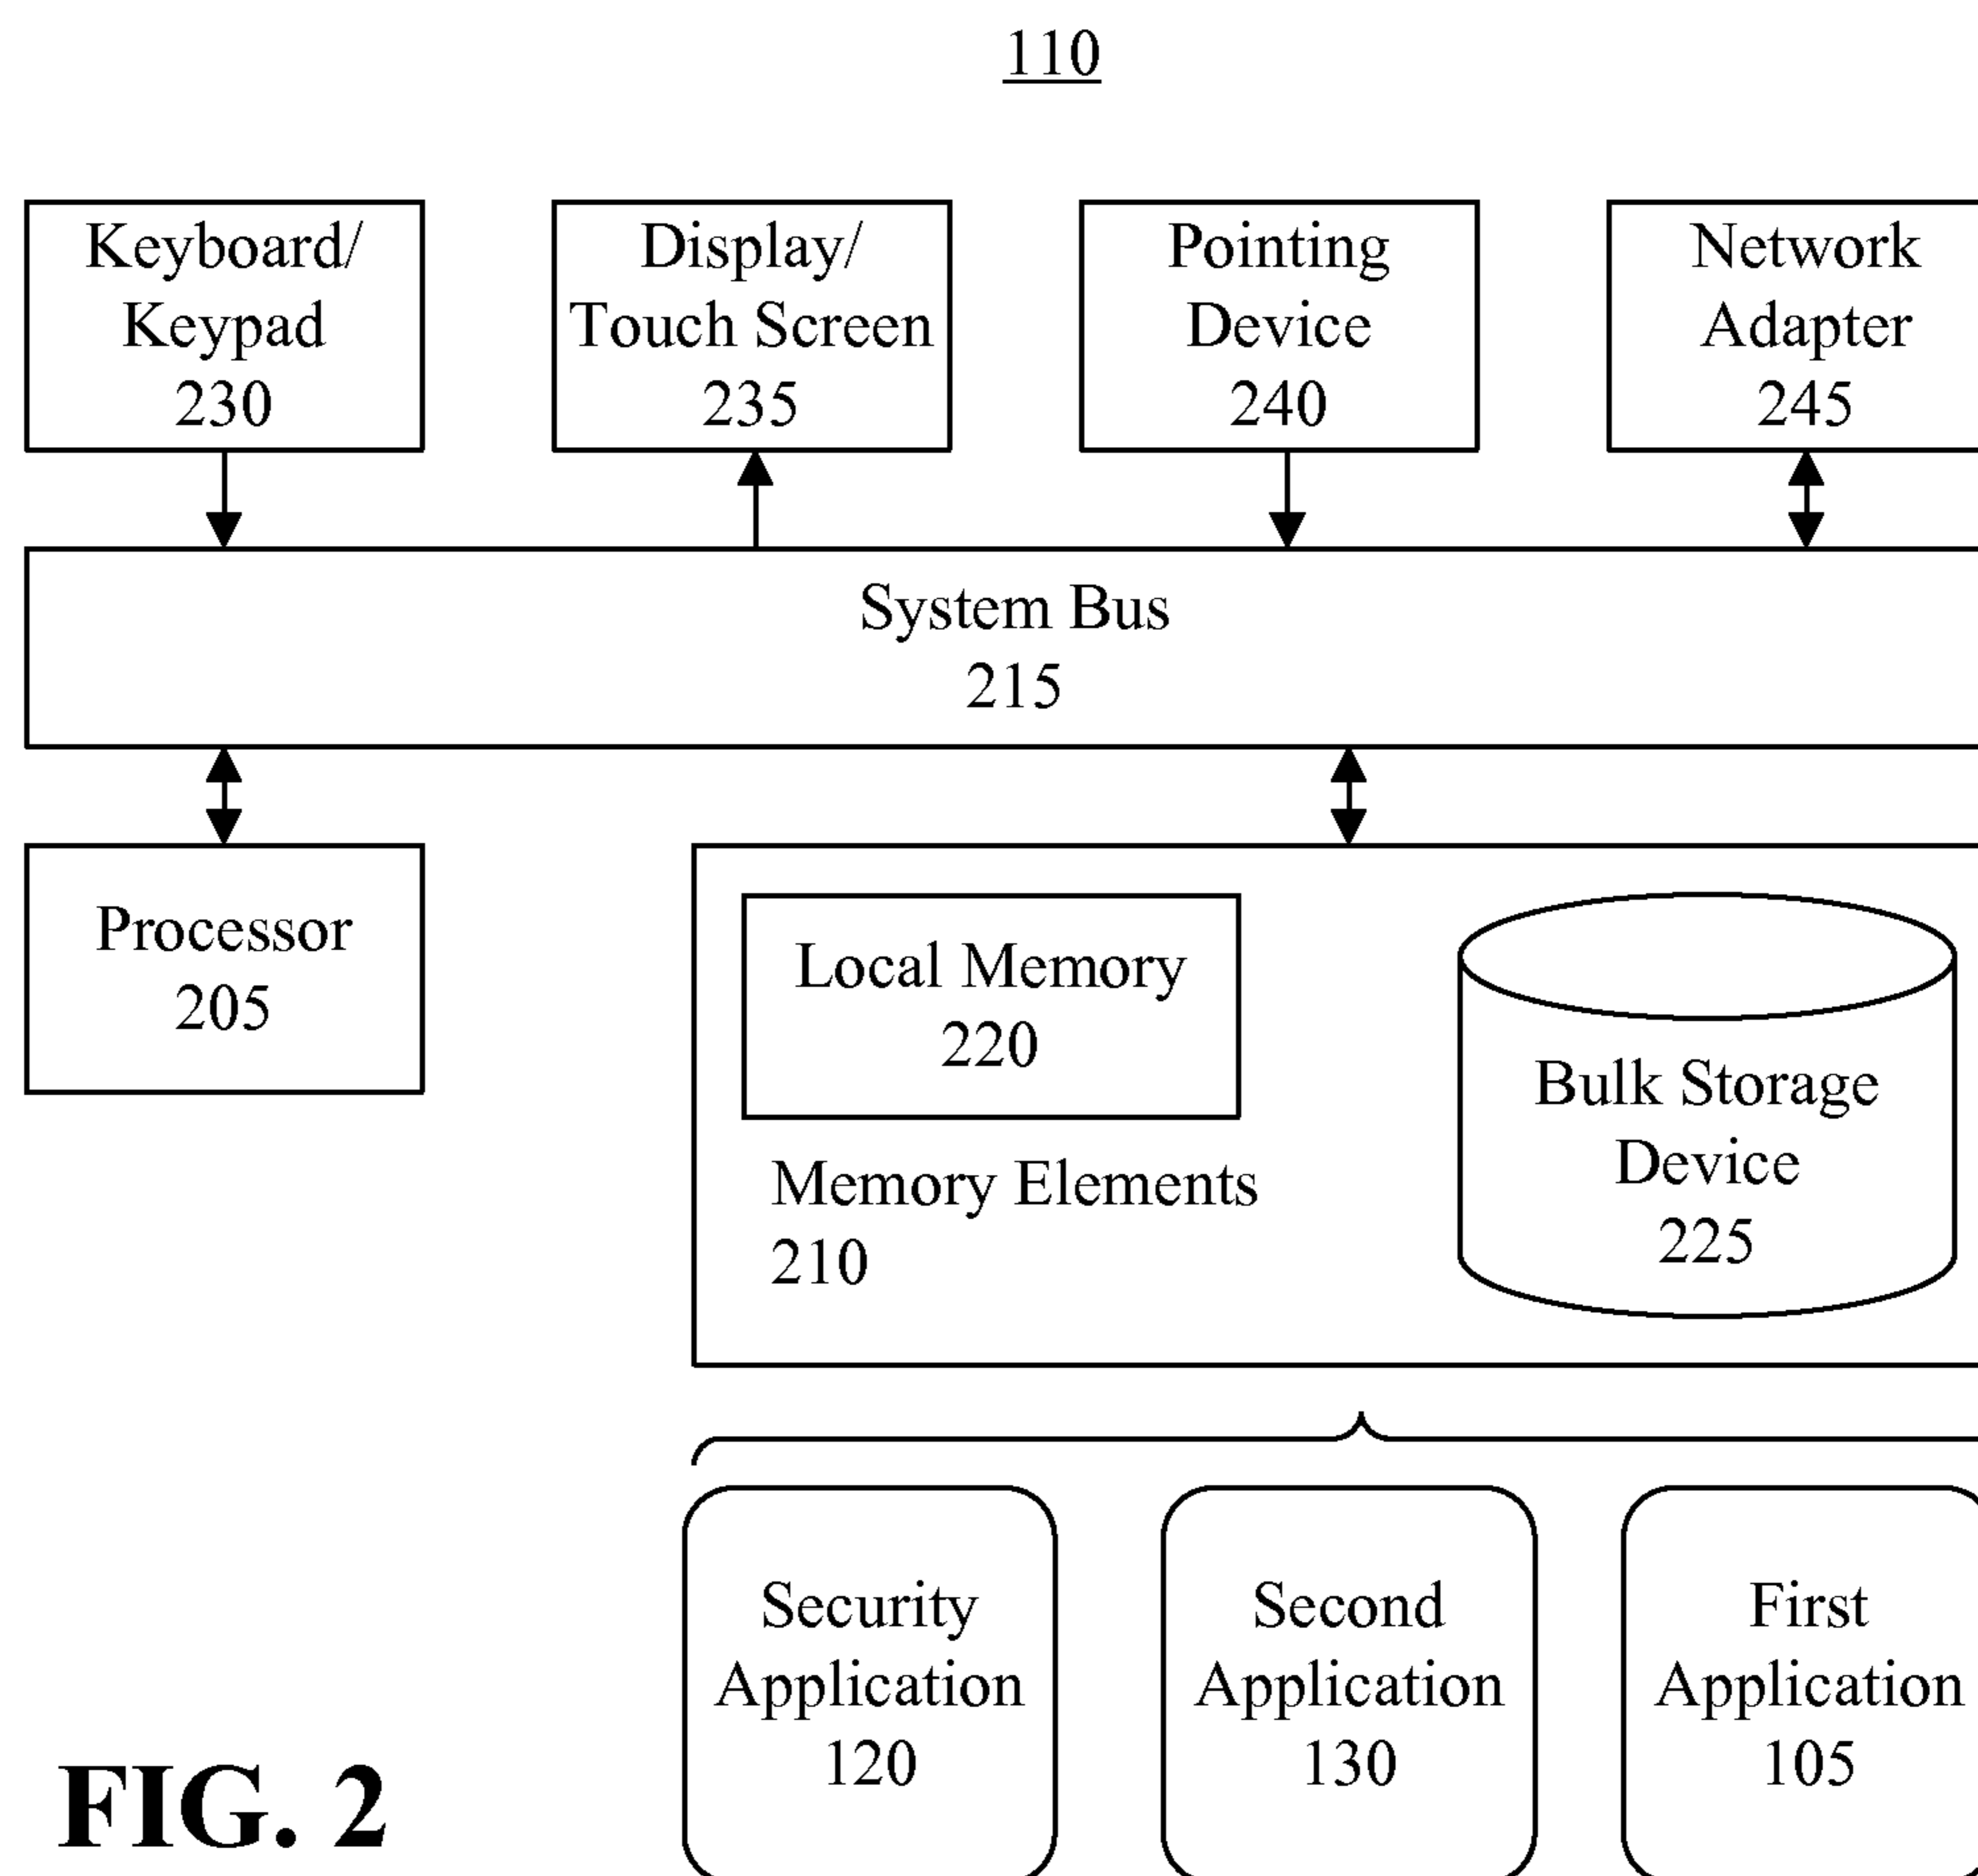 110
Keyboard/
Keypad
230
Display/
Touch Screen
235
Pointing
Device
240
Network
Adapter
245
System Bus
215
Processor
205
Local Memory
220
Memory Elements
210
Bulk Storage
Device
225
Security
Application
120
Second
Application
130
First
Application
105
FIG. 2